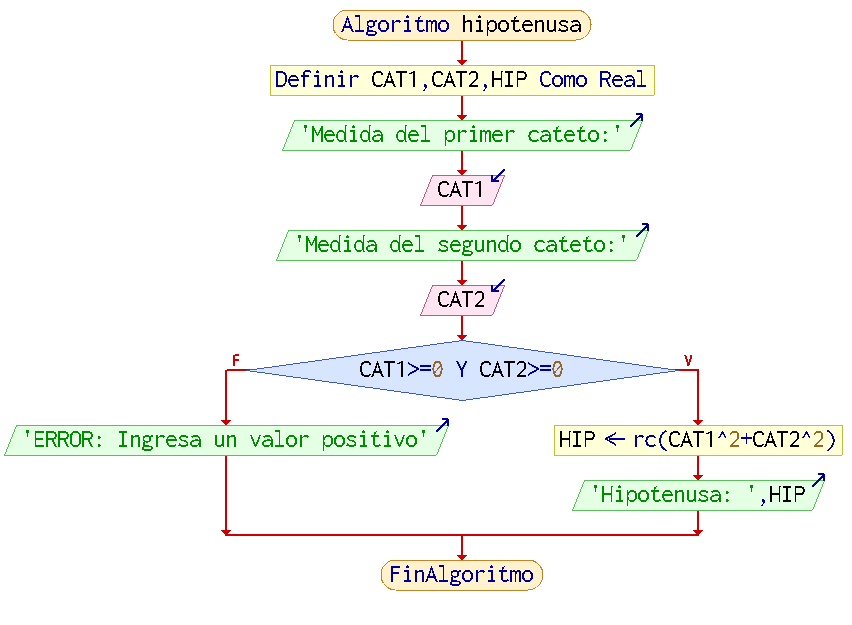 Algoritmo hipotenusa
Definir CAT1,CAT2,HIP Como Real
'Medida del primer cateto:'
CAT1
'Medida del segundo cateto:'
CAT2
F
CAT1>=0 Y CAT2>=0
V
'ERROR: Ingresa un valor positivo'
HIP ← rc(CAT1^2+CAT2^2)
'Hipotenusa: ',HIP
FinAlgoritmo